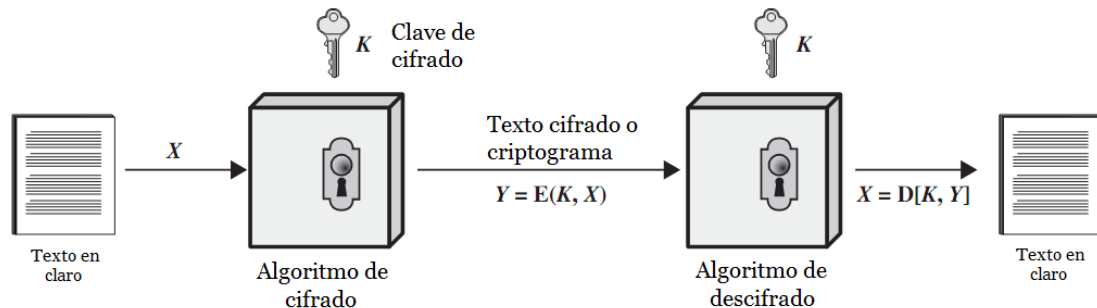 K
Clave de
cifrado
K
X
Texto cifrado o
criptograma
Y = E(K, X)
X = D[K, Y]
Texto en
claro
Algoritmo de
cifrado
Algoritmo de
descifrado
Texto en
claro